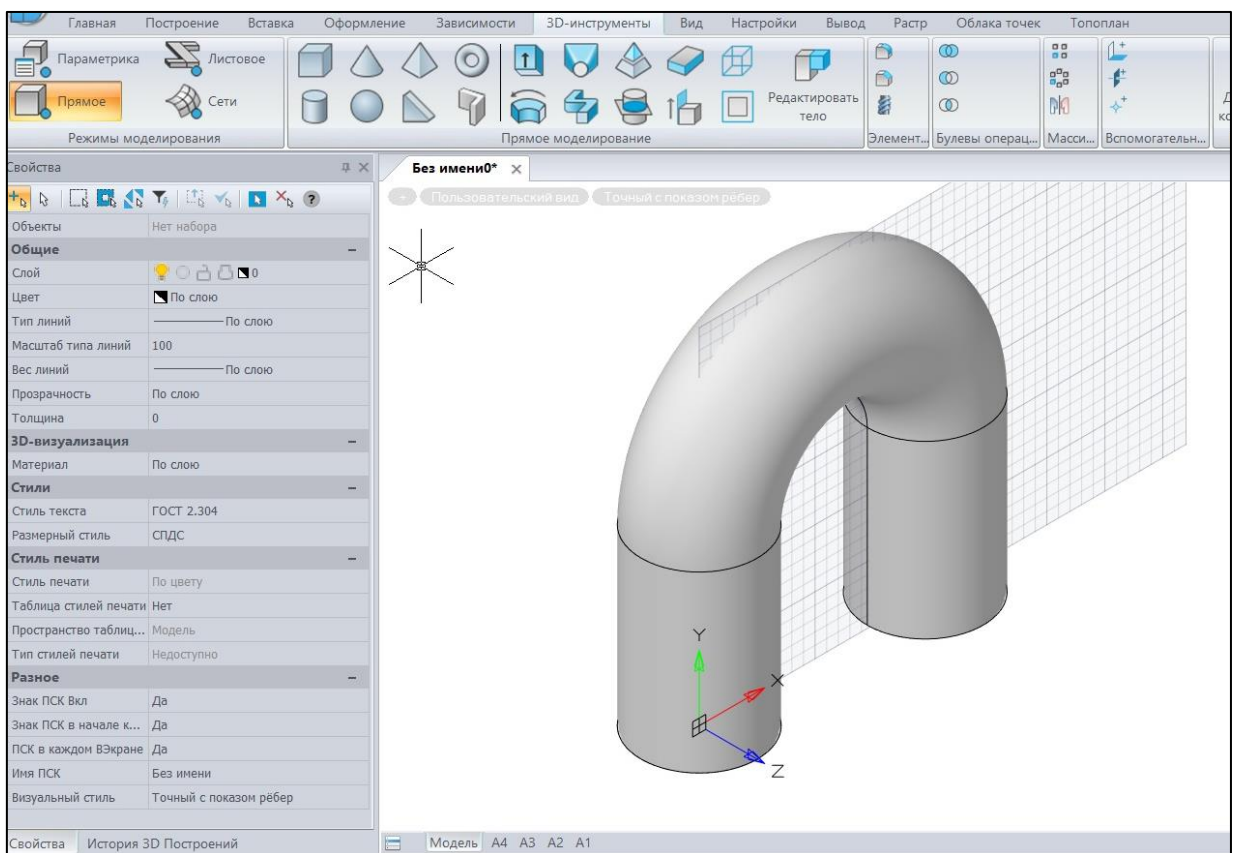 Главная Построение Вставка Оформление Зависимости 3D-инструменты Вид Настройки Вывод Растр Облака точек Топоплан
Параметрика Листовое
Прямое Сети
Редактировать
тело
Режимы моделирования Прямое моделирование Элемент... Булевы операц... Масси... Вспомогательн...
Свойства
Без имени0*
Пользовательский вид Точный с показом рёбер
Объекты Нет набора
Общие
Слой 0
Цвет По слою
Тип линий По слою
Масштаб типа линий 100
Вес линий По слою
Прозрачность По слою
Толщина 0
3D-визуализация
Материал По слою
Стили
Стиль текста ГОСТ 2.304
Размерный стиль СПДС
Стиль печати
Стиль печати По цвету
Таблица стилей печати Нет
Пространство таблиц... Модель
Тип стилей печати Недоступно
Разное
Знак ПСК Вкл Да
Знак ПСК в начале к... Да
ПСК в каждом ВЭкране Да
Имя ПСК Без имени
Визуальный стиль Точный с показом рёбер
Y
X
Z
Свойства История 3D Построений
Модель A4 A3 A2 A1